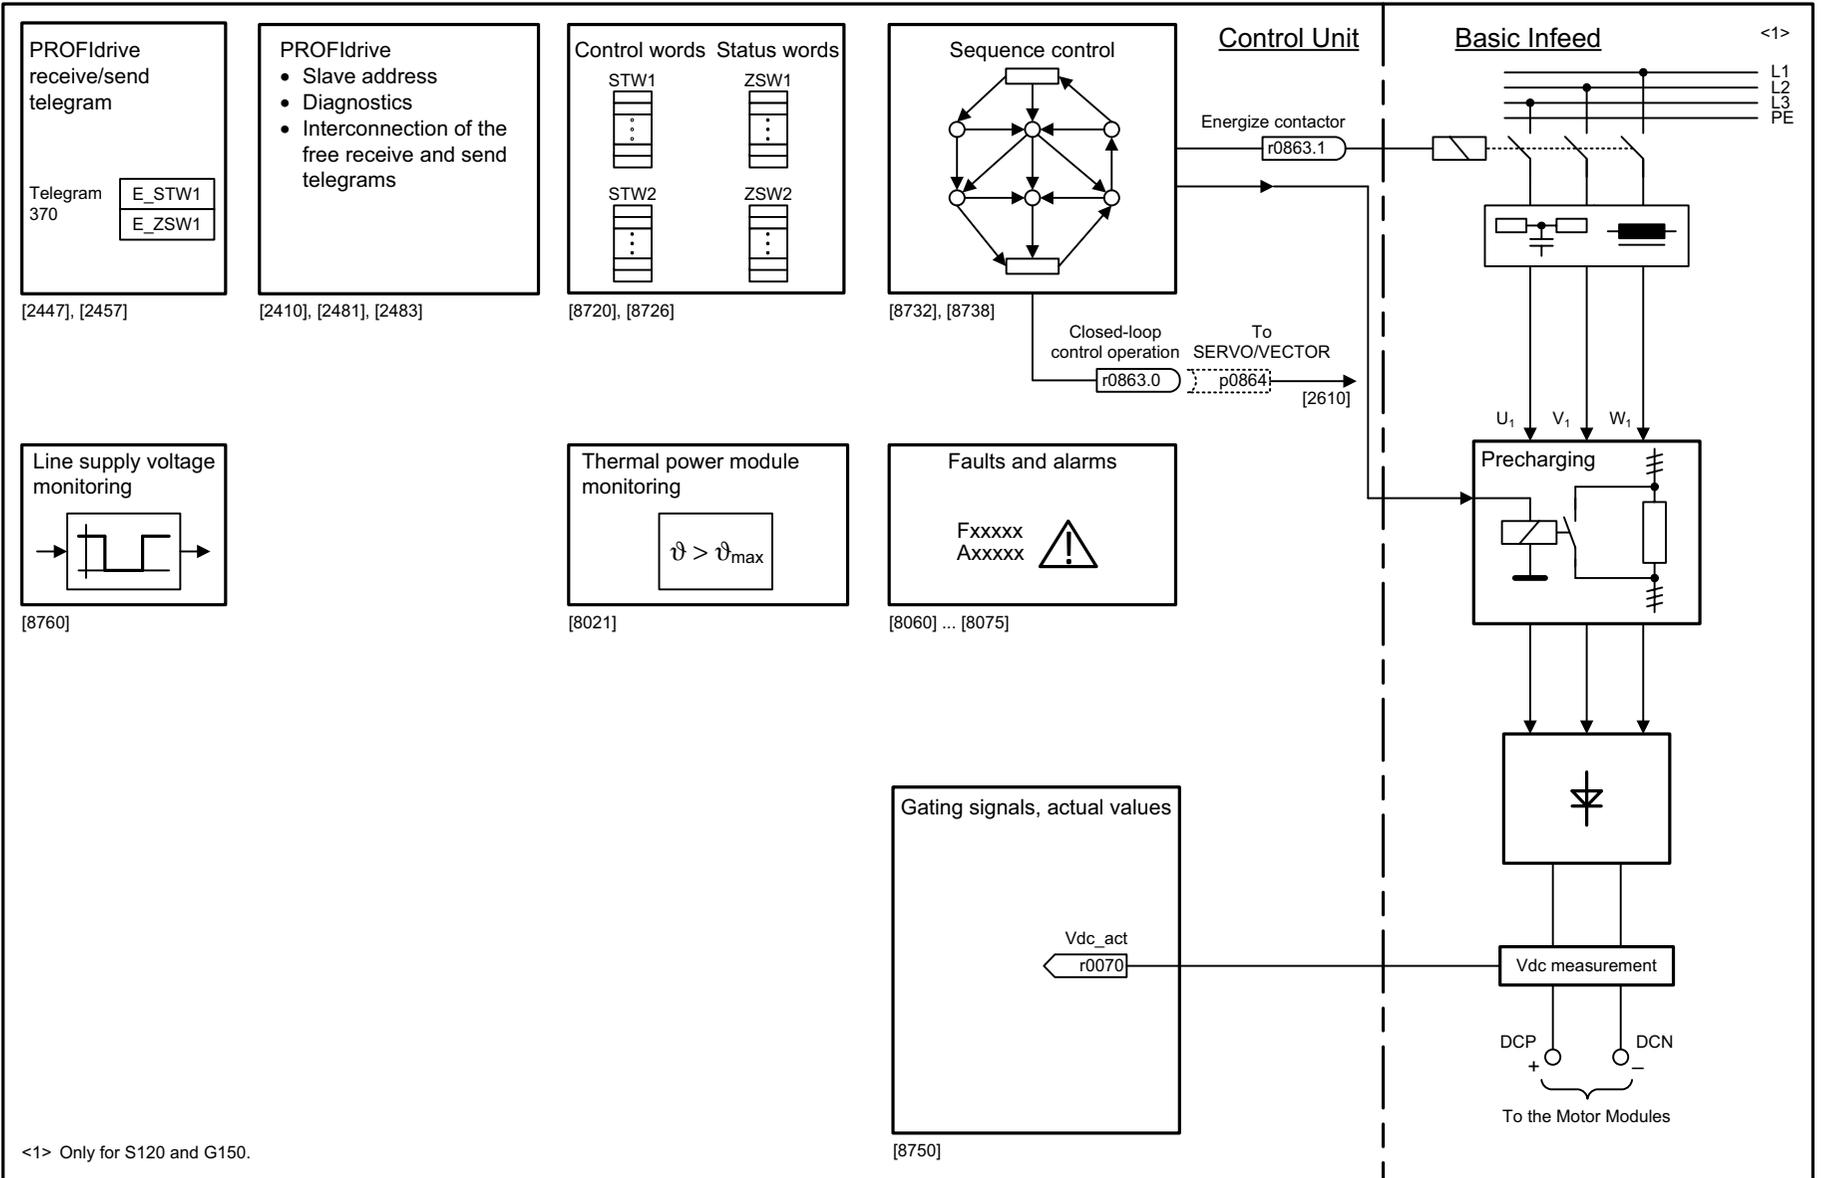 PROFIdrive
receive/send
telegram
Telegram
370
E_STW1
E_ZSW1
[2447], [2457]
PROFIdrive
• Slave address
• Diagnostics
• Interconnection of the
free receive and send
telegrams
[2410], [2481], [2483]
Control words Status words
STW1 ZSW1
STW2 ZSW2
[8720], [8726]
Sequence control
[8732], [8738]
Control Unit
Energize contactor
r0863.1
Closed-loop
control operation
r0863.0
To
SERVO/VECTOR
p0864
[2610]
Basic Infeed
<1>
L1
L2
L3
PE
U1 V1 W1
Precharging
Line supply voltage
monitoring
[8760]
Thermal power module
monitoring
ϑ > ϑmax
[8021]
Faults and alarms
Fxxxxx
Axxxxx
!
[8060] ... [8075]
Gating signals, actual values
Vdc_act
r0070
[8750]
Vdc measurement
DCP DCN
+ –
To the Motor Modules
<1> Only for S120 and G150.